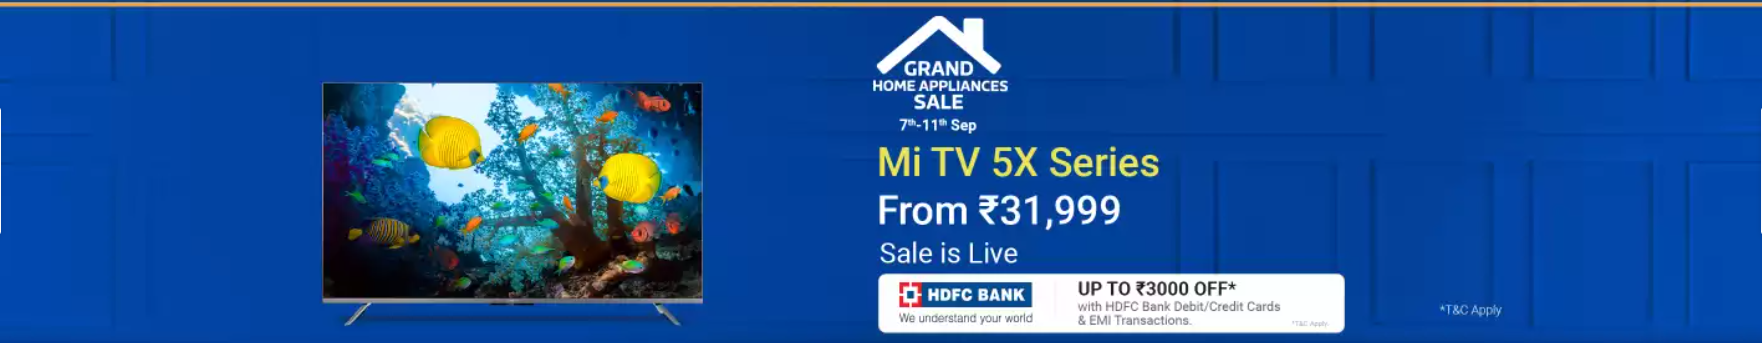 GRAND
HOME APPLIANCES
SALE
7th-11th Sep
Mi TV 5X Series
From ₹31,999
Sale is Live
HDFC BANK
We understand your world
UP TO ₹3000 OFF*
with HDFC Bank Debit/Credit Cards
& EMI Transactions.
*T&C Apply
*T&C Apply